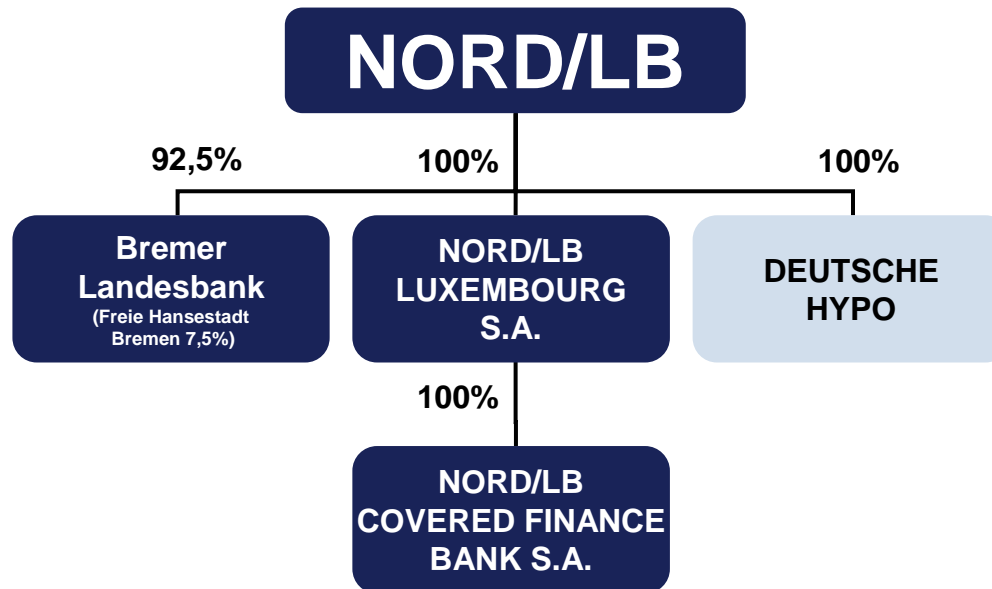 NORD/LB
92,5%
100%
100%
Bremer
Landesbank
(Freie Hansestadt
Bremen 7,5%)
NORD/LB
LUXEMBOURG
S.A.
DEUTSCHE
HYPO
100%
NORD/LB
COVERED FINANCE
BANK S.A.